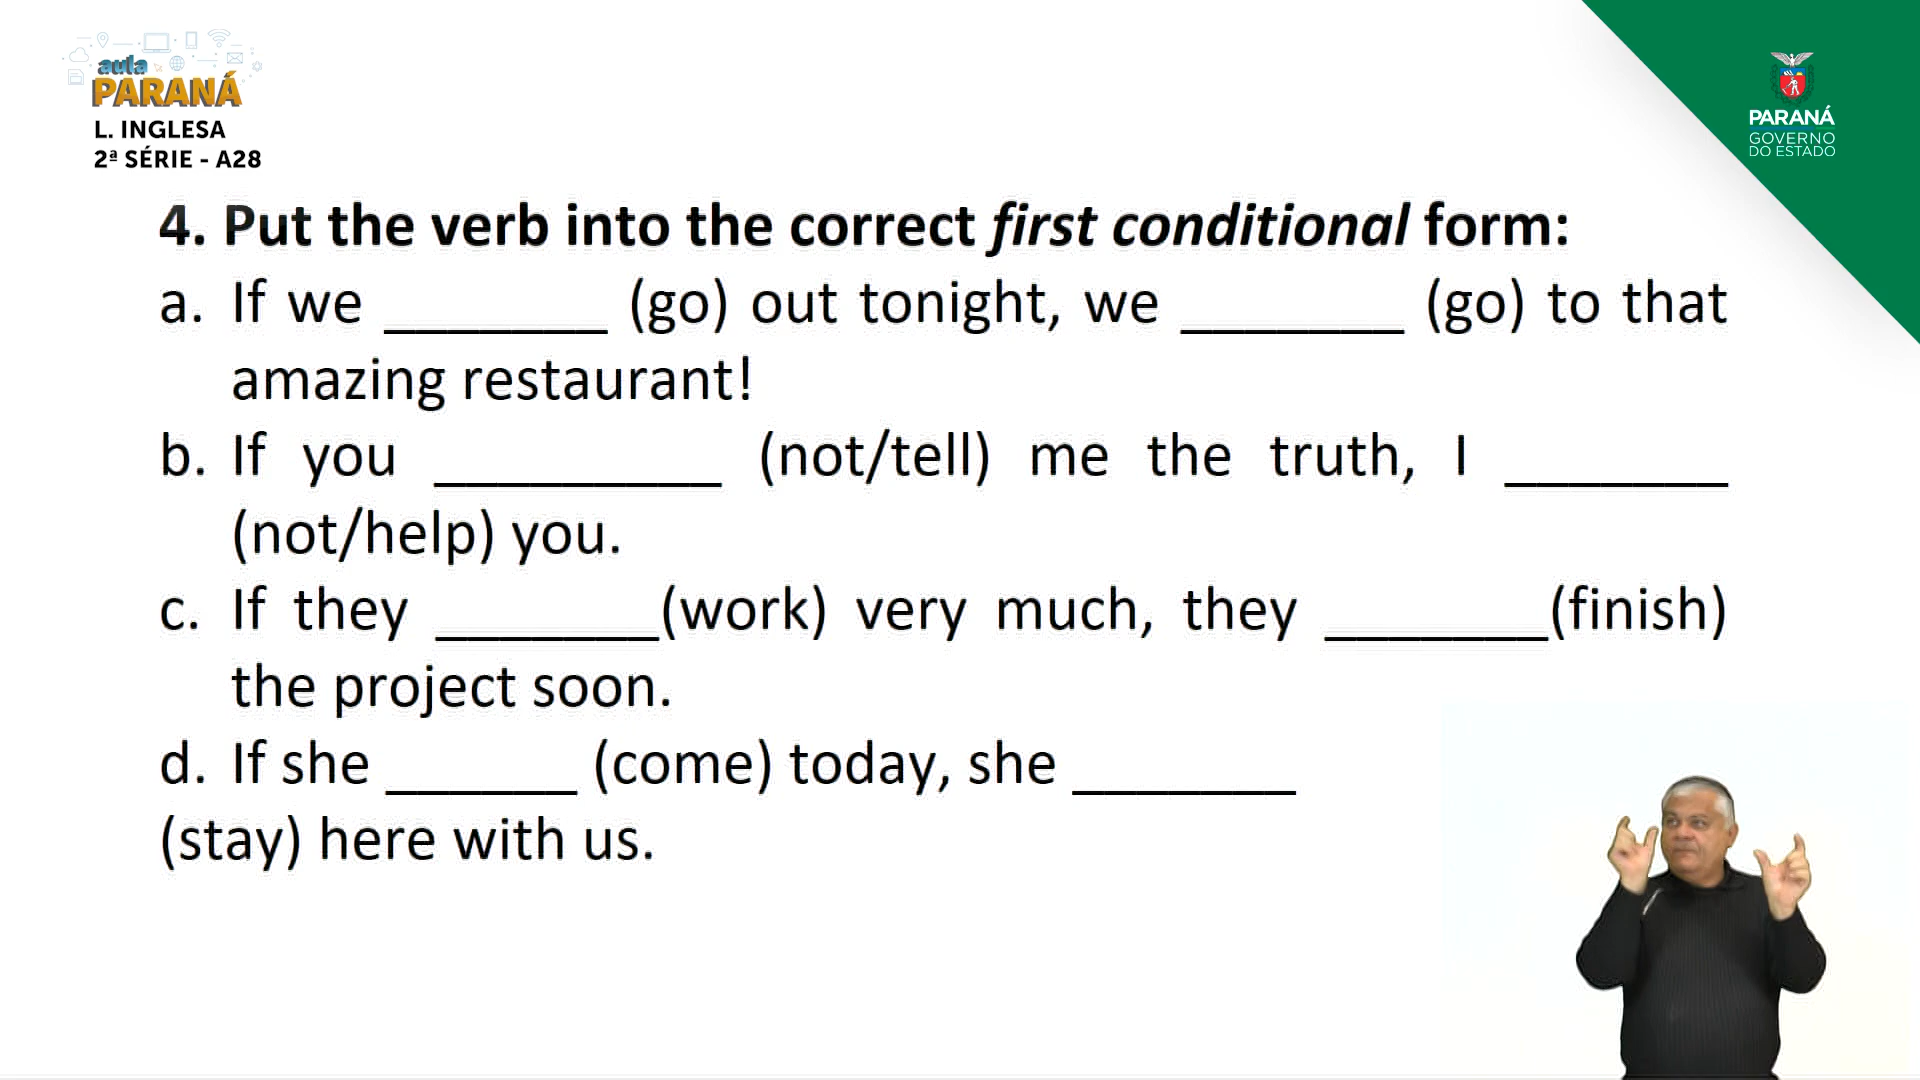 aula
PARANÁ
L. INGLESA
2ª SÉRIE - A28
PARANÁ
GOVERNO
DO ESTADO
4. Put the verb into the correct first conditional form:
a. If we _______ (go) out tonight, we _______ (go) to that
amazing restaurant!
b. If you _________ (not/tell) me the truth, I _______
(not/help) you.
c. If they _______(work) very much, they _______(finish)
the project soon.
d. If she ______ (come) today, she _______
(stay) here with us.